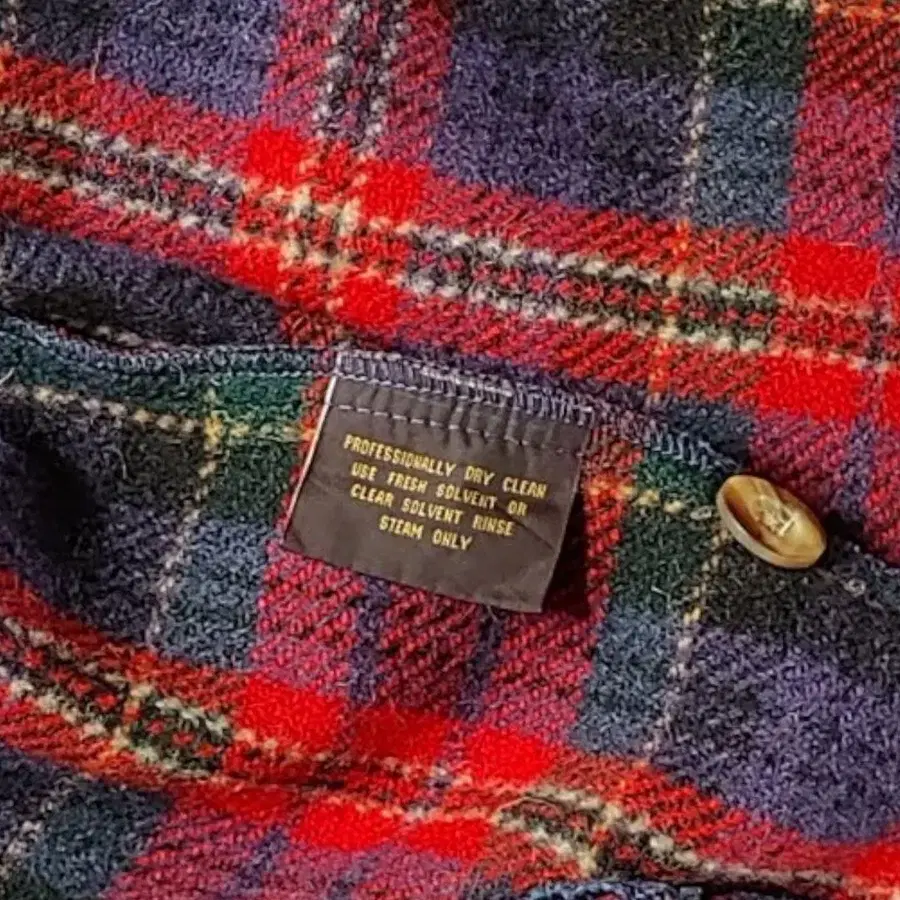 PROFESSIONALLY DRY CLEAN
USE FRESH SOLVENT OR
CLEAR SOLVENT RINSE
STEAM ONLY